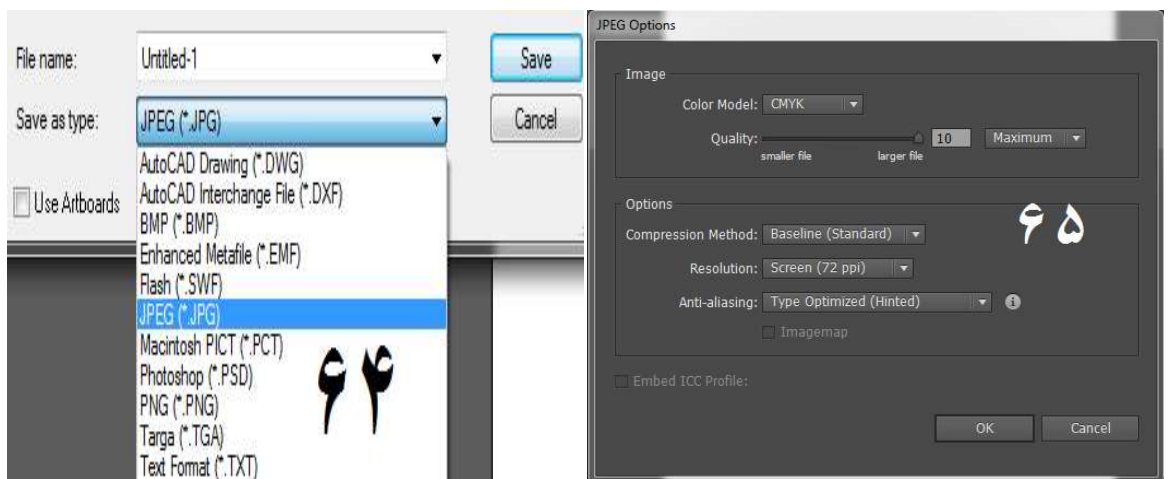 File name:
Untitled-1
Save
Save as type:
JPEG (*.JPG)
Cancel
AutoCAD Drawing (*.DWG)
Use Artboards
AutoCAD Interchange File (*.DXF)
BMP (*.BMP)
Enhanced Metafile (*.EMF)
Flash (*.SWF)
JPEG (*.JPG)
Macintosh PICT (*.PCT)
Photoshop (*.PSD)
PNG (*.PNG)
Targa (*.TGA)
Text Format (*.TXT)
۶۴
JPEG Options
Image
Color Model: CMYK
Quality: 10 Maximum
smaller file larger file
Options
۶۵
Compression Method: Baseline (Standard)
Resolution: Screen (72 ppi)
Anti-aliasing: Type Optimized (Hinted)
Imagemap
Embed ICC Profile:
OK Cancel